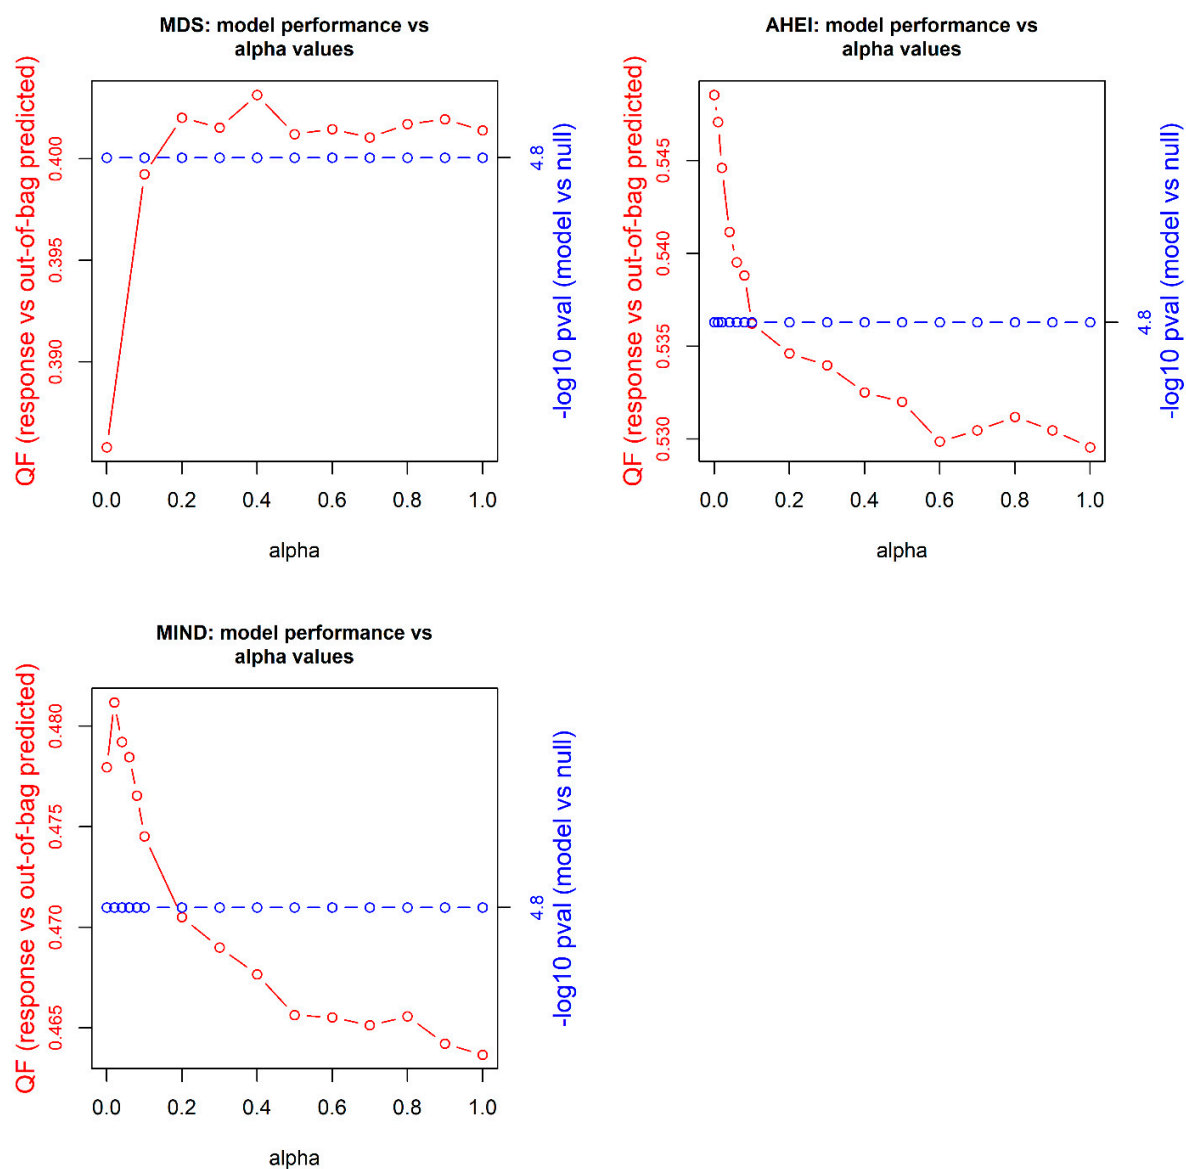 MDS: model performance vs
alpha values
QF (response vs out-of-bag predicted)
0.400
0.395
0.390
4.8
-log10 pval (model vs null)
0.0 0.2 0.4 0.6 0.8 1.0
alpha
AHEI: model performance vs
alpha values
QF (response vs out-of-bag predicted)
0.545
0.540
0.535
0.530
4.8
-log10 pval (model vs null)
0.0 0.2 0.4 0.6 0.8 1.0
alpha
MIND: model performance vs
alpha values
QF (response vs out-of-bag predicted)
0.480
0.475
0.470
0.465
4.8
-log10 pval (model vs null)
0.0 0.2 0.4 0.6 0.8 1.0
alpha